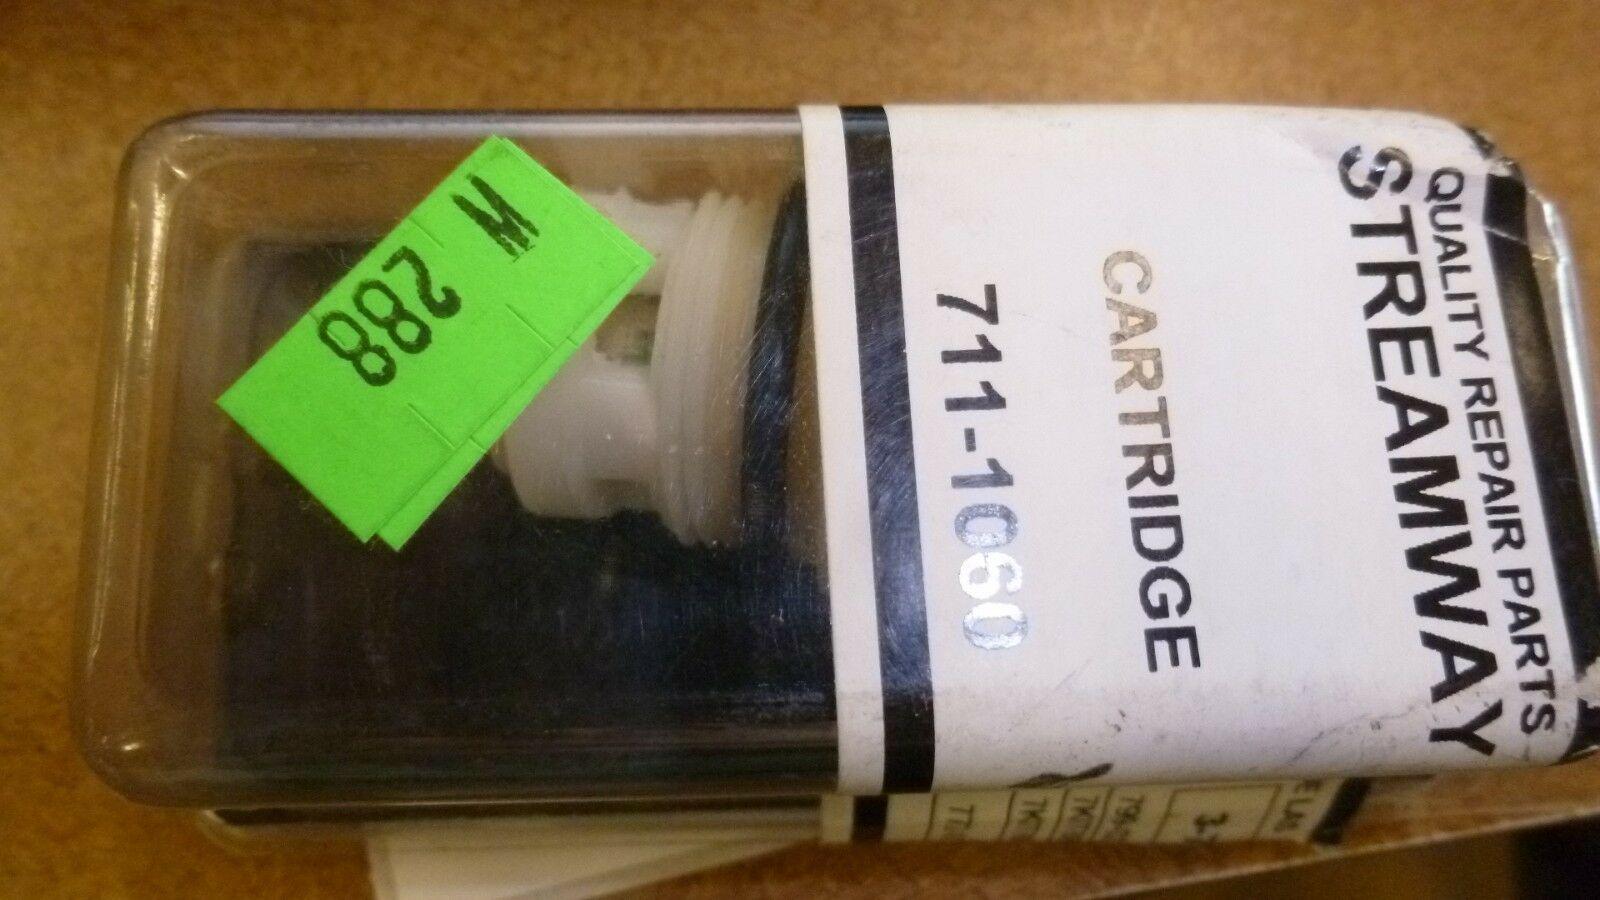 QUALITY REPAIR PARTS
STREAMWAY
CARTRIDGE
711-1060
W
288